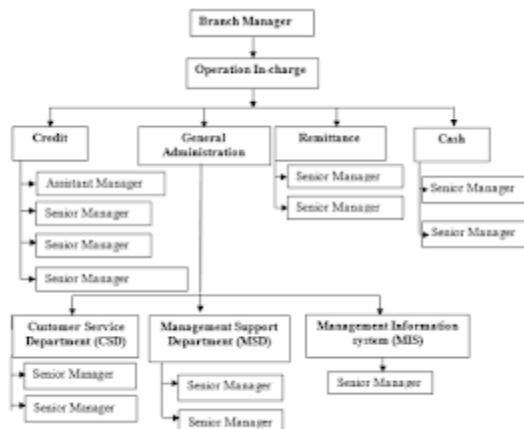 Branch Manager
Operation In-charge
Credit
General
Administration
Remittance
Cash
Assistant Manager
Senior Manager
Senior Manager
Senior Manager
Senior Manager
Senior Manager
Senior Manager
Senior Manager
Customer Service
Department (CSD)
Management Support
Department (MSD)
Management Information
system (MIS)
Senior Manager
Senior Manager
Senior Manager
Senior Manager
Senior Manager